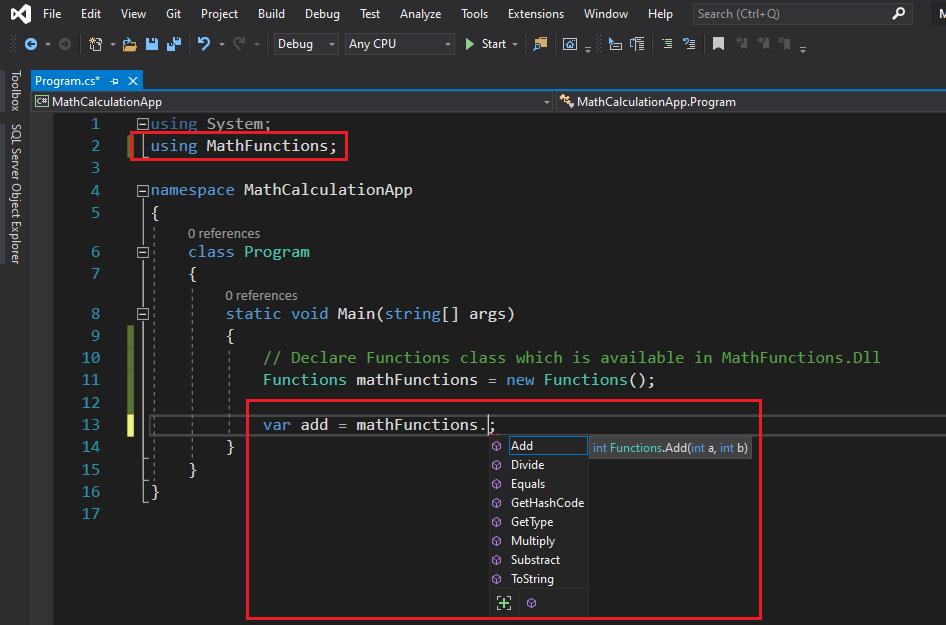 File Edit View Git Project Build Debug Test Analyze Tools Extensions Window Help Search (Ctrl+Q)
Debug Any CPU Start
Toolbox
SQL Server Object Explorer
Program.cs*
C# MathCalculationApp MathCalculationApp.Program
1 using System;
2 using MathFunctions;
3
4 namespace MathCalculationApp
5 {
0 references
6 class Program
7 {
0 references
8 static void Main(string[] args)
9 {
10 // Declare Functions class which is available in MathFunctions.Dll
11 Functions mathFunctions = new Functions();
12
13 var add = mathFunctions.;
14 }
15 }
16 }
17
Add int Functions.Add(int a, int b)
Divide
Equals
GetHashCode
GetType
Multiply
Substract
ToString